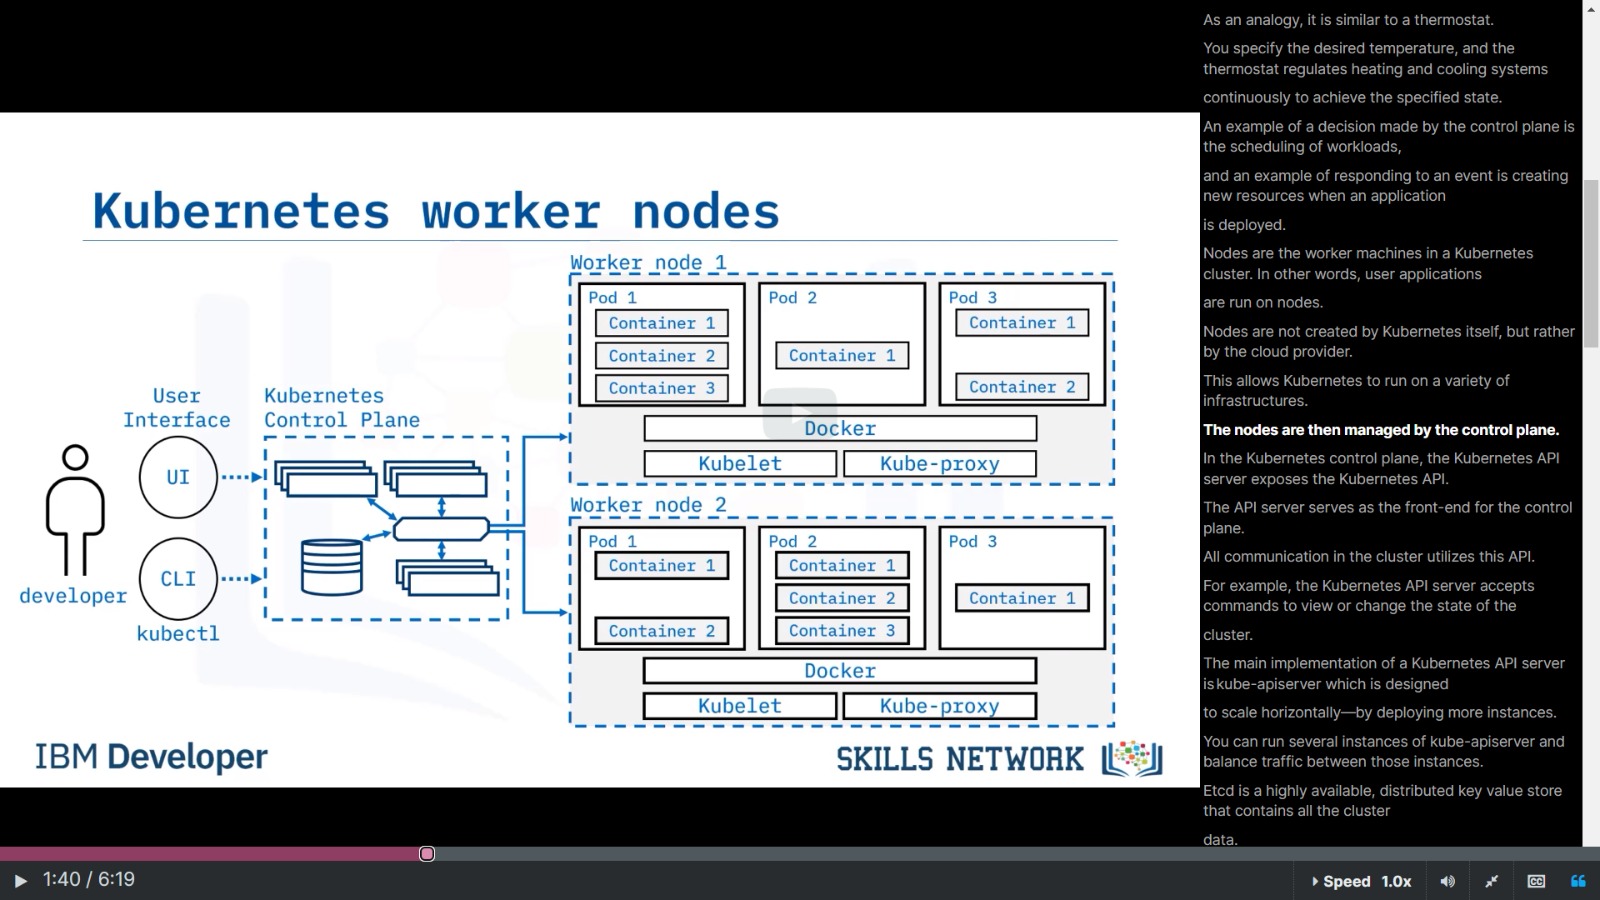 Kubernetes worker nodes
Worker node 1
Pod 1
Container 1
Container 2
Container 3
Pod 2
Container 1
Pod 3
Container 1
Container 2
Docker
Kubelet
Kube-proxy
User
Interface
UI
Kubernetes
Control Plane
CLI
developer
kubectl
Worker node 2
Pod 1
Container 1
Container 2
Pod 2
Container 1
Container 2
Container 3
Pod 3
Container 1
Docker
Kubelet
Kube-proxy
IBM Developer
SKILLS NETWORK
As an analogy, it is similar to a thermostat.
You specify the desired temperature, and the
thermostat regulates heating and cooling systems
continuously to achieve the specified state.
An example of a decision made by the control plane is
the scheduling of workloads,
and an example of responding to an event is creating
new resources when an application
is deployed.
Nodes are the worker machines in a Kubernetes
cluster. In other words, user applications
are run on nodes.
Nodes are not created by Kubernetes itself, but rather
by the cloud provider.
This allows Kubernetes to run on a variety of
infrastructures.
The nodes are then managed by the control plane.
In the Kubernetes control plane, the Kubernetes API
server exposes the Kubernetes API.
The API server serves as the front-end for the control
plane.
All communication in the cluster utilizes this API.
For example, the Kubernetes API server accepts
commands to view or change the state of the
cluster.
The main implementation of a Kubernetes API server
is kube-apiserver which is designed
to scale horizontally—by deploying more instances.
You can run several instances of kube-apiserver and
balance traffic between those instances.
Etcd is a highly available, distributed key value store
that contains all the cluster
data.
1:40 / 6:19
Speed 1.0x
CC